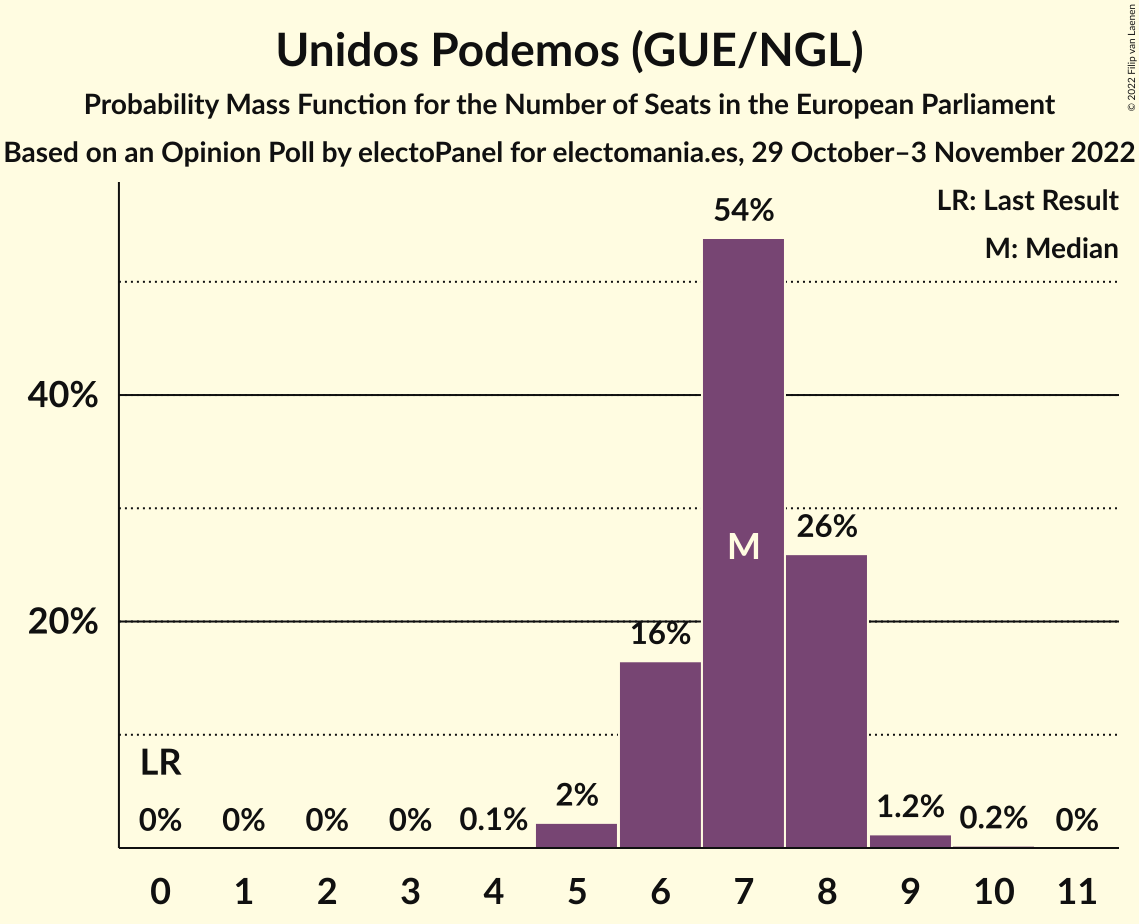 Unidos Podemos (GUE/NGL)
Probability Mass Function for the Number of Seats in the European Parliament
Based on an Opinion Poll by electoPanel for electomania.es, 29 October–3 November 2022
© 2022 Filip van Laenen
LR: Last Result
M: Median
54%
40%
26%
M
20%
16%
LR
0% 0% 0% 0% 0.1% 2% 1.2% 0.2% 0%
0 1 2 3 4 5 6 7 8 9 10 11